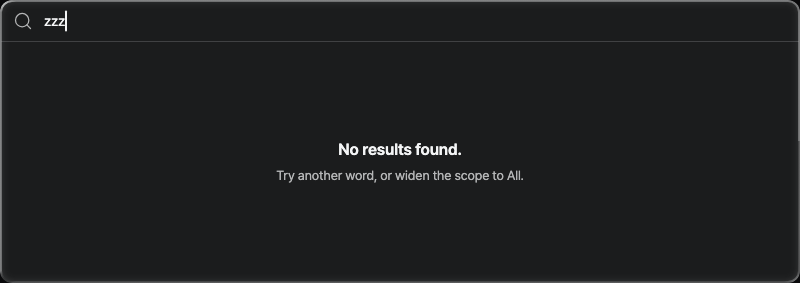 zzz
No results found.
Try another word, or widen the scope to All.